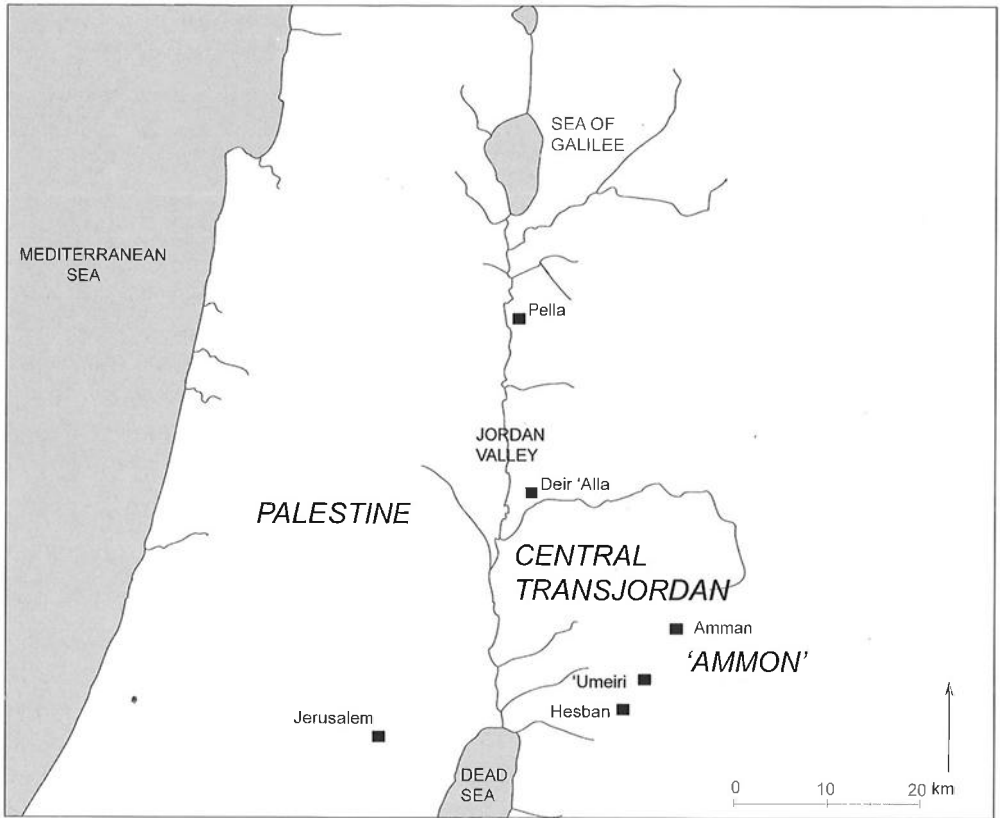 SEA OF
GALILEE
MEDITERRANEAN
SEA
Pella
JORDAN
VALLEY
Deir ‘Alla
PALESTINE
CENTRAL
TRANSJORDAN
Amman
‘AMMON’
‘Umeiri
Hesban
Jerusalem
DEAD
SEA
0 10 20 km